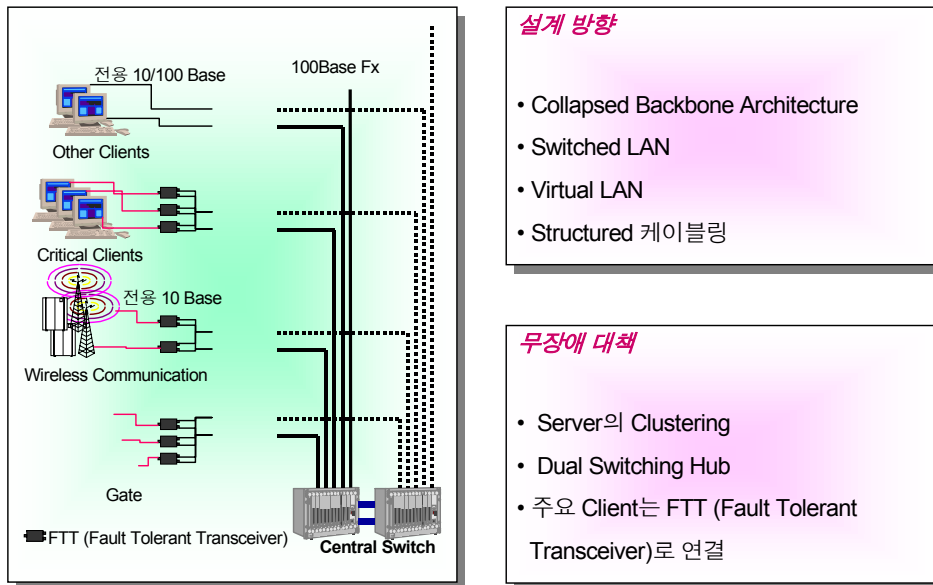 전용 10/100 Base
100Base Fx
Other Clients
Critical Clients
전용 10 Base
Wireless Communication
Gate
FTT (Fault Tolerant Transceiver)
Central Switch
설계 방향
• Collapsed Backbone Architecture
• Switched LAN
• Virtual LAN
• Structured 케이블링
무장애 대책
• Server의 Clustering
• Dual Switching Hub
• 주요 Client는 FTT (Fault Tolerant
Transceiver)로 연결